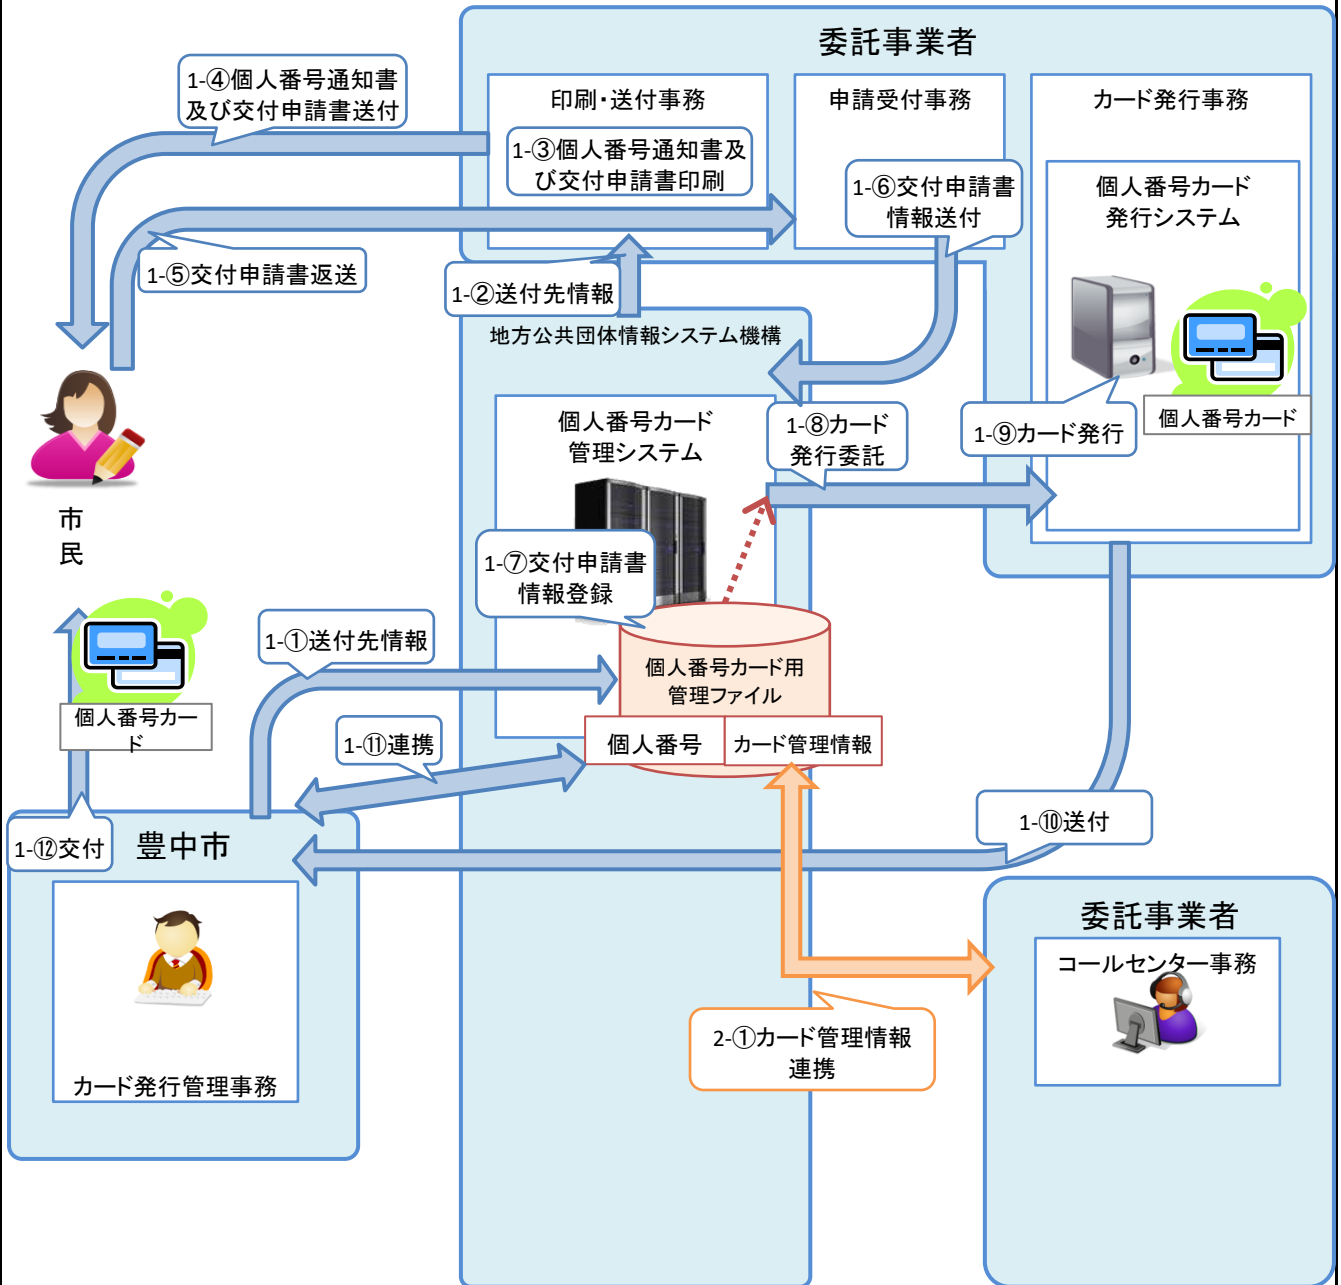 委託事業者
印刷・送付事務
申請受付事務
カード発行事務
1-④個人番号通知書
及び交付申請書送付
1-③個人番号通知書及
び交付申請書印刷
1-⑥交付申請書
情報送付
個人番号カード
発行システム
1-⑤交付申請書返送
1-②送付先情報
地方公共団体情報システム機構
個人番号カード
管理システム
1-⑧カード
発行委託
1-⑨カード発行
個人番号カード
市
民
1-⑦交付申請書
情報登録
1-①送付先情報
個人番号カード用
管理ファイル
個人番号カー
ド
1-⑪連携
個人番号
カード管理情報
1-⑫交付
豊中市
1-⑩送付
委託事業者
コールセンター事務
2-①カード管理情報
連携
カード発行管理事務